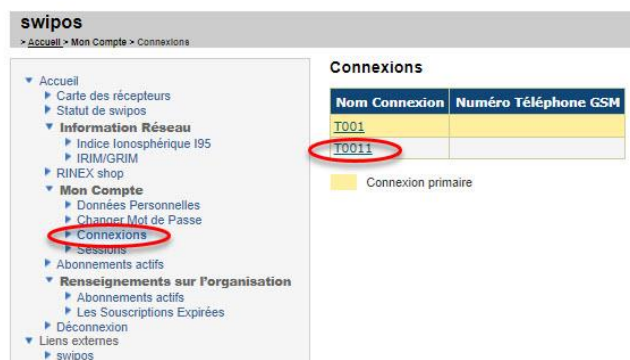 swipos
> Accueil > Mon Compte > Connexions
Accueil
Carte des récepteurs
Statut de swipos
Information Réseau
Indice Ionosphérique I95
IRIM/GRIM
RINEX shop
Mon Compte
Données Personnelles
Changer Mot de Passe
Connexions
Sessions
Abonnements actifs
Renseignements sur l'organisation
Abonnements actifs
Les Souscriptions Expirées
Déconnexion
Liens externes
swipos
Connexions
Nom Connexion Numéro Téléphone GSM
T001
T0011
Connexion primaire